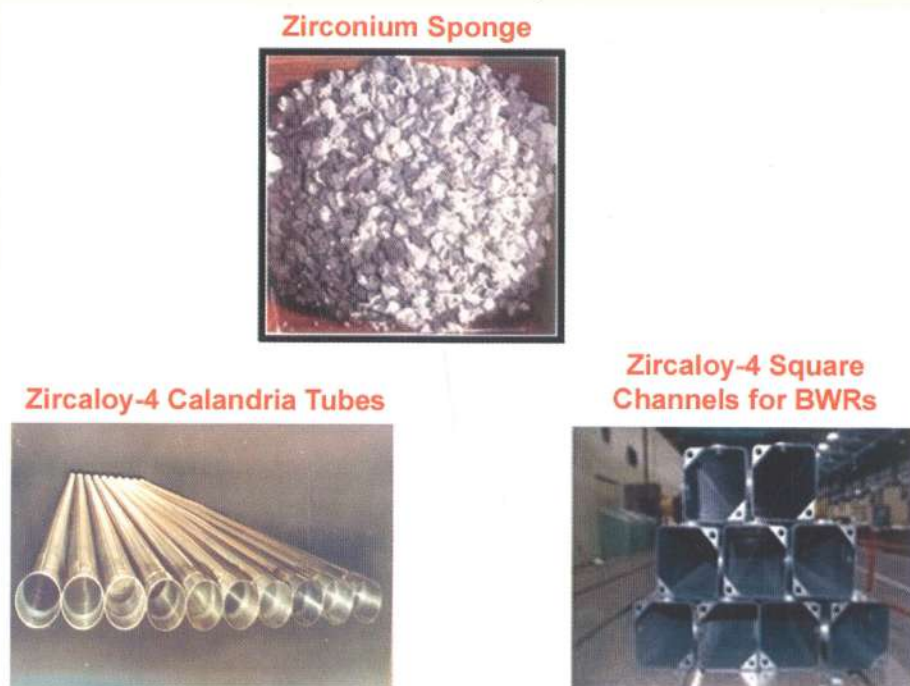 Zirconium Sponge
Zircaloy-4 Calandria Tubes
Zircaloy-4 Square
Channels for BWRs